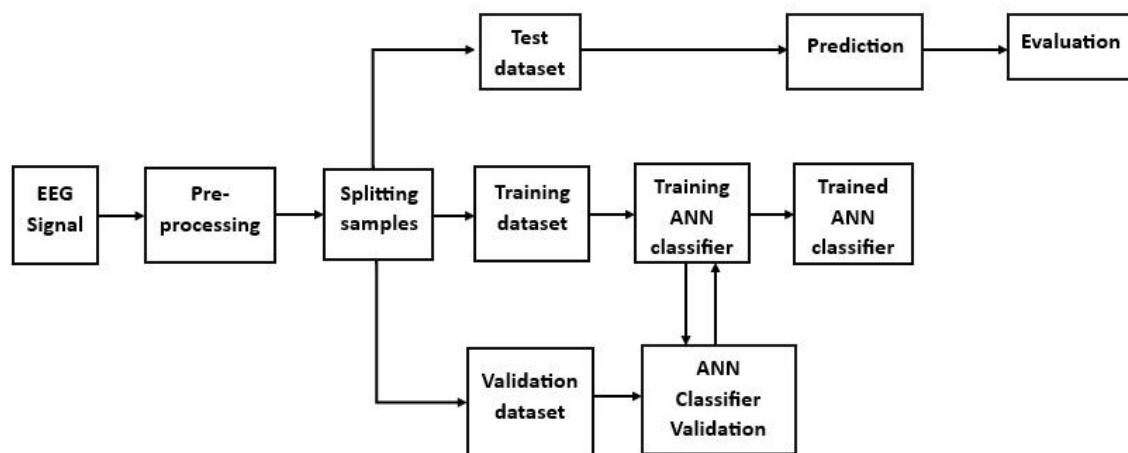 Test
dataset
Prediction
Evaluation
EEG
Signal
Pre-
processing
Splitting
samples
Training
dataset
Training
ANN
classifier
Trained
ANN
classifier
Validation
dataset
ANN
Classifier
Validation